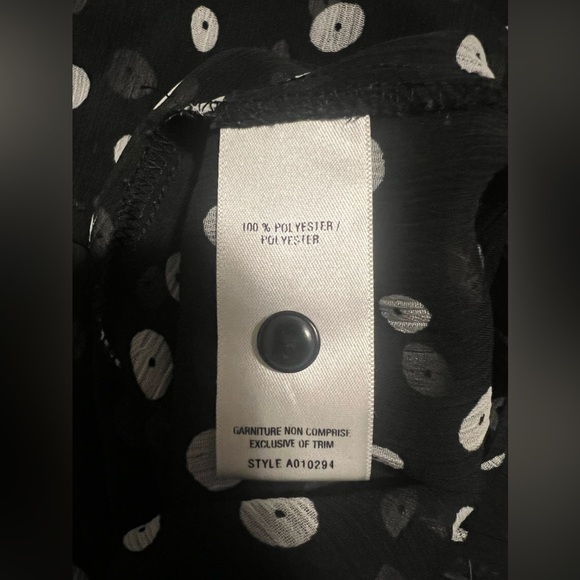 100 % POLYESTER /
POLYESTER
GARNITURE NON COMPRISE
EXCLUSIVE OF TRIM
STYLE A010294